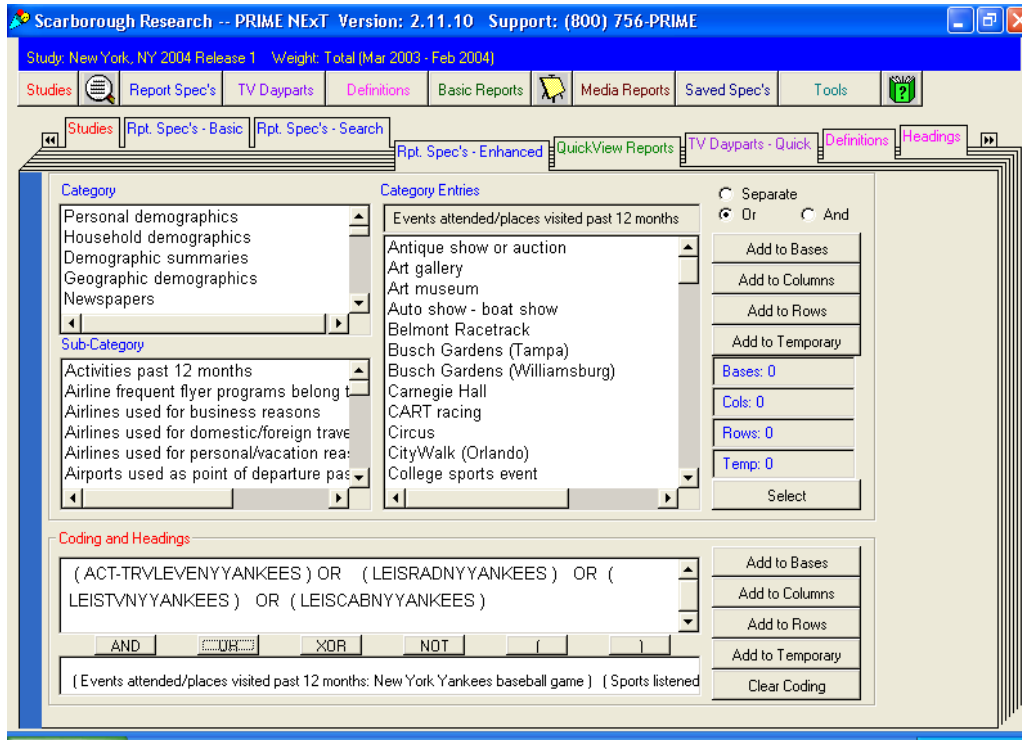 Scarborough Research -- PRIME NExT Version: 2.11.10 Support: (800) 756-PRIME
Study: New York, NY 2004 Release 1 Weight: Total (Mar 2003 - Feb 2004)
Studies Report Spec's TV Dayparts Definitions Basic Reports Media Reports Saved Spec's Tools
Studies Rpt. Spec's - Basic Rpt. Spec's - Search
Rpt. Spec's - Enhanced QuickView Reports TV Dayparts - Quick Definitions Headings
Category
Personal demographics
Household demographics
Demographic summaries
Geographic demographics
Newspapers
Sub-Category
Activities past 12 months
Airline frequent flyer programs belong t
Airlines used for business reasons
Airlines used for domestic/foreign trave
Airlines used for personal/vacation rea
Airports used as point of departure pas
Category Entries
Events attended/places visited past 12 months
Antique show or auction
Art gallery
Art museum
Auto show - boat show
Belmont Racetrack
Busch Gardens (Tampa)
Busch Gardens (Williamsburg)
Carnegie Hall
CART racing
Circus
CityWalk (Orlando)
College sports event
Separate
Or And
Add to Bases
Add to Columns
Add to Rows
Add to Temporary
Bases: 0
Cols: 0
Rows: 0
Temp: 0
Select
Coding and Headings
( ACT-TRVLEVENYYANKEES ) OR ( LEISRADNYYANKEES ) OR (
LEISTVNYYANKEES ) OR ( LEISCABNYYANKEES )
AND OR XOR NOT ( )
( Events attended/places visited past 12 months: New York Yankees baseball game ) ( Sports listened
Add to Bases
Add to Columns
Add to Rows
Add to Temporary
Clear Coding